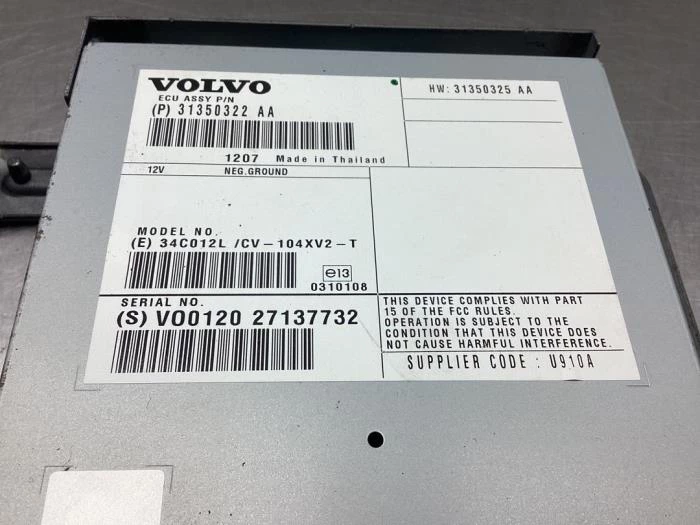 VOLVO
ECU ASSY P/N
(P) 31350322 AA
HW: 31350325 AA
1207 Made in Thailand
12V NEG.GROUND
MODEL NO.
(E) 34C012L /CV-104XV2-T
e13
0310108
SERIAL NO.
(S) VO0120 27137732
THIS DEVICE COMPLIES WITH PART
15 OF THE FCC RULES.
OPERATION IS SUBJECT TO THE
CONDITION THAT THIS DEVICE DOES
NOT CAUSE HARMFUL INTERFERENCE.
SUPPLIER CODE : U910A